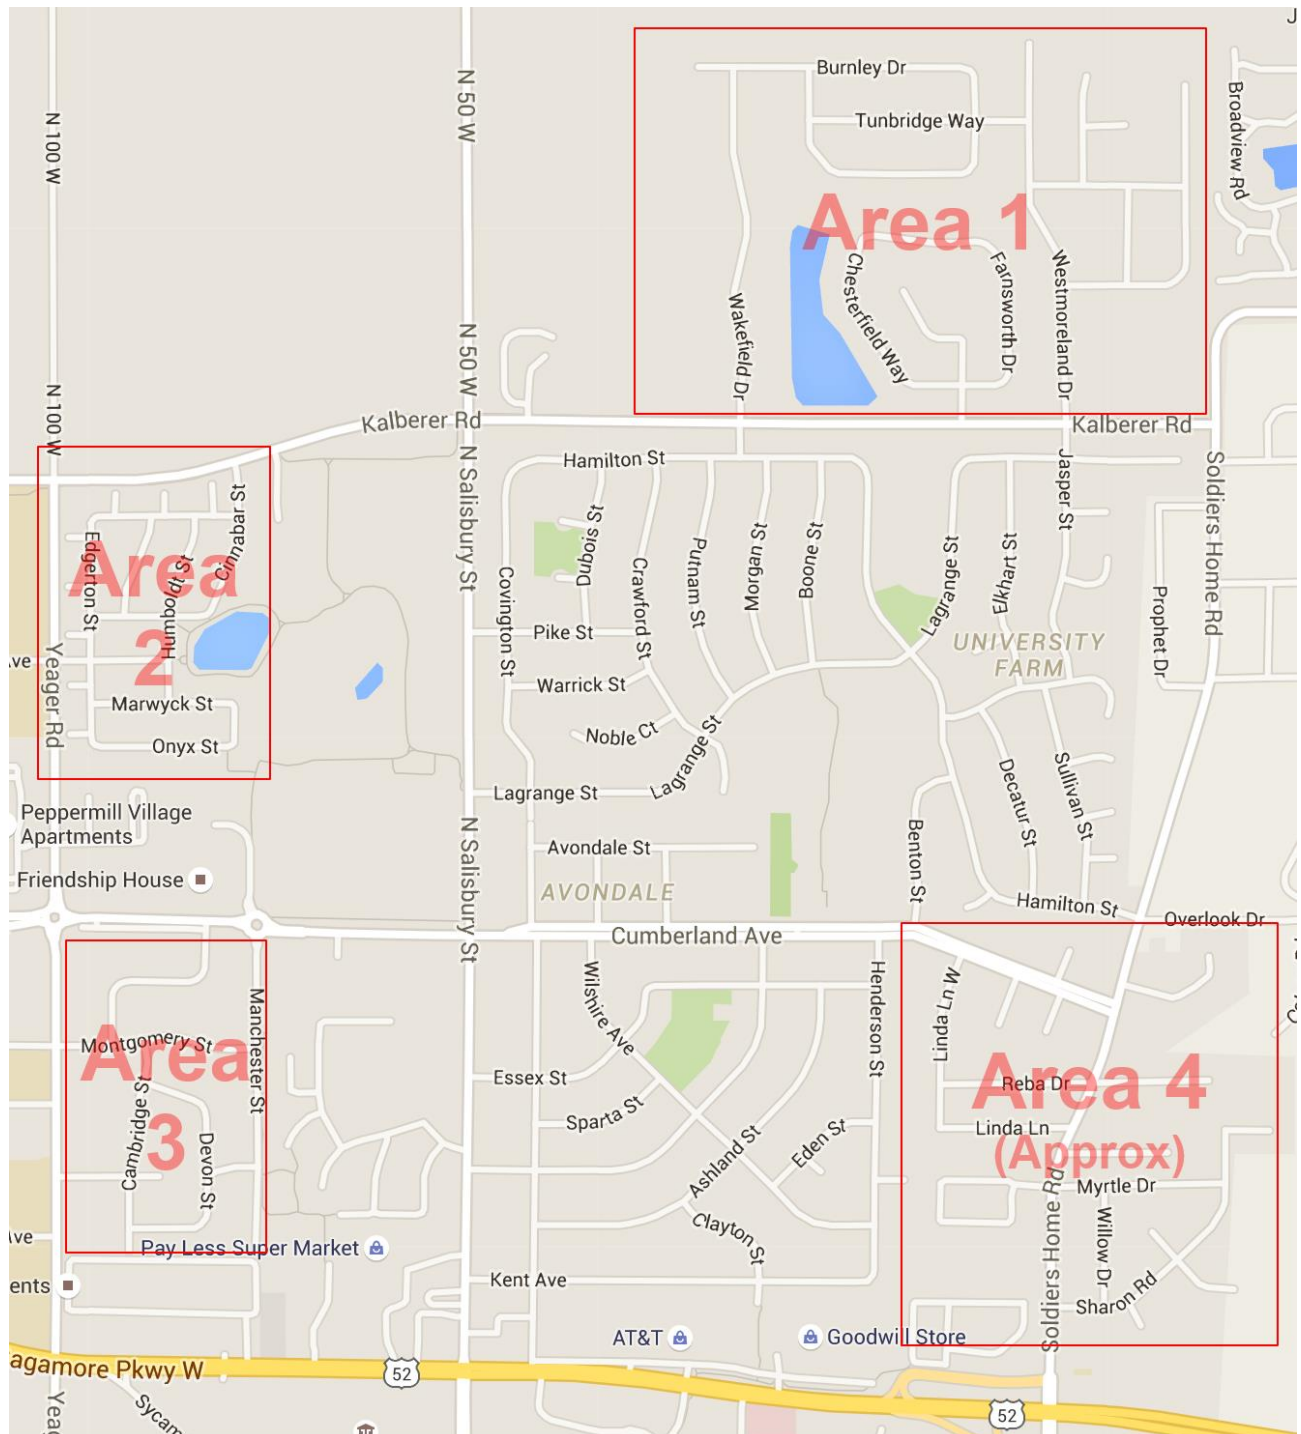 Burnley Dr
Broadview Rd
N 50 W
N 100 W
Tunbridge Way
Area 1
Chesterfield Way
Farnsworth Dr
Westmoreland Dr
Wakefield Dr
N 50 W
N 100 W
Kalberer Rd
Kalberer Rd
Hamilton St
N Salisbury St
Jasper St
Soldiers Home Rd
Cinnabar St
Edgerton St
Humboldt St
Area
2
Dubois St
Crawford St
Putnam St
Morgan St
Boone St
Lagrange St
Elkhart St
Covington St
Prophet Dr
Pike St
UNIVERSITY
FARM
Yeager Rd
Warrick St
Marwyck St
Noble Ct
Onyx St
Lagrange St
Lagrange St
Decatur St
Sullivan St
Peppermill Village
Apartments
Benton St
N Salisbury St
Avondale St
Friendship House
AVONDALE
Hamilton St
Overlook Dr
Cumberland Ave
Wilshire Ave
Henderson St
Linda Ln W
Manchester St
Montgomery St
Area
3
Cambridge St
Devon St
Essex St
Sparta St
Reba Dr
Area 4
(Approx)
Linda Ln
Ashland St
Eden St
Myrtle Dr
Willow Dr
Clayton St
Soldiers Home Rd
Pay Less Super Market
Kent Ave
Sharon Rd
AT&T
Goodwill Store
agamore Pkwy W
52
52